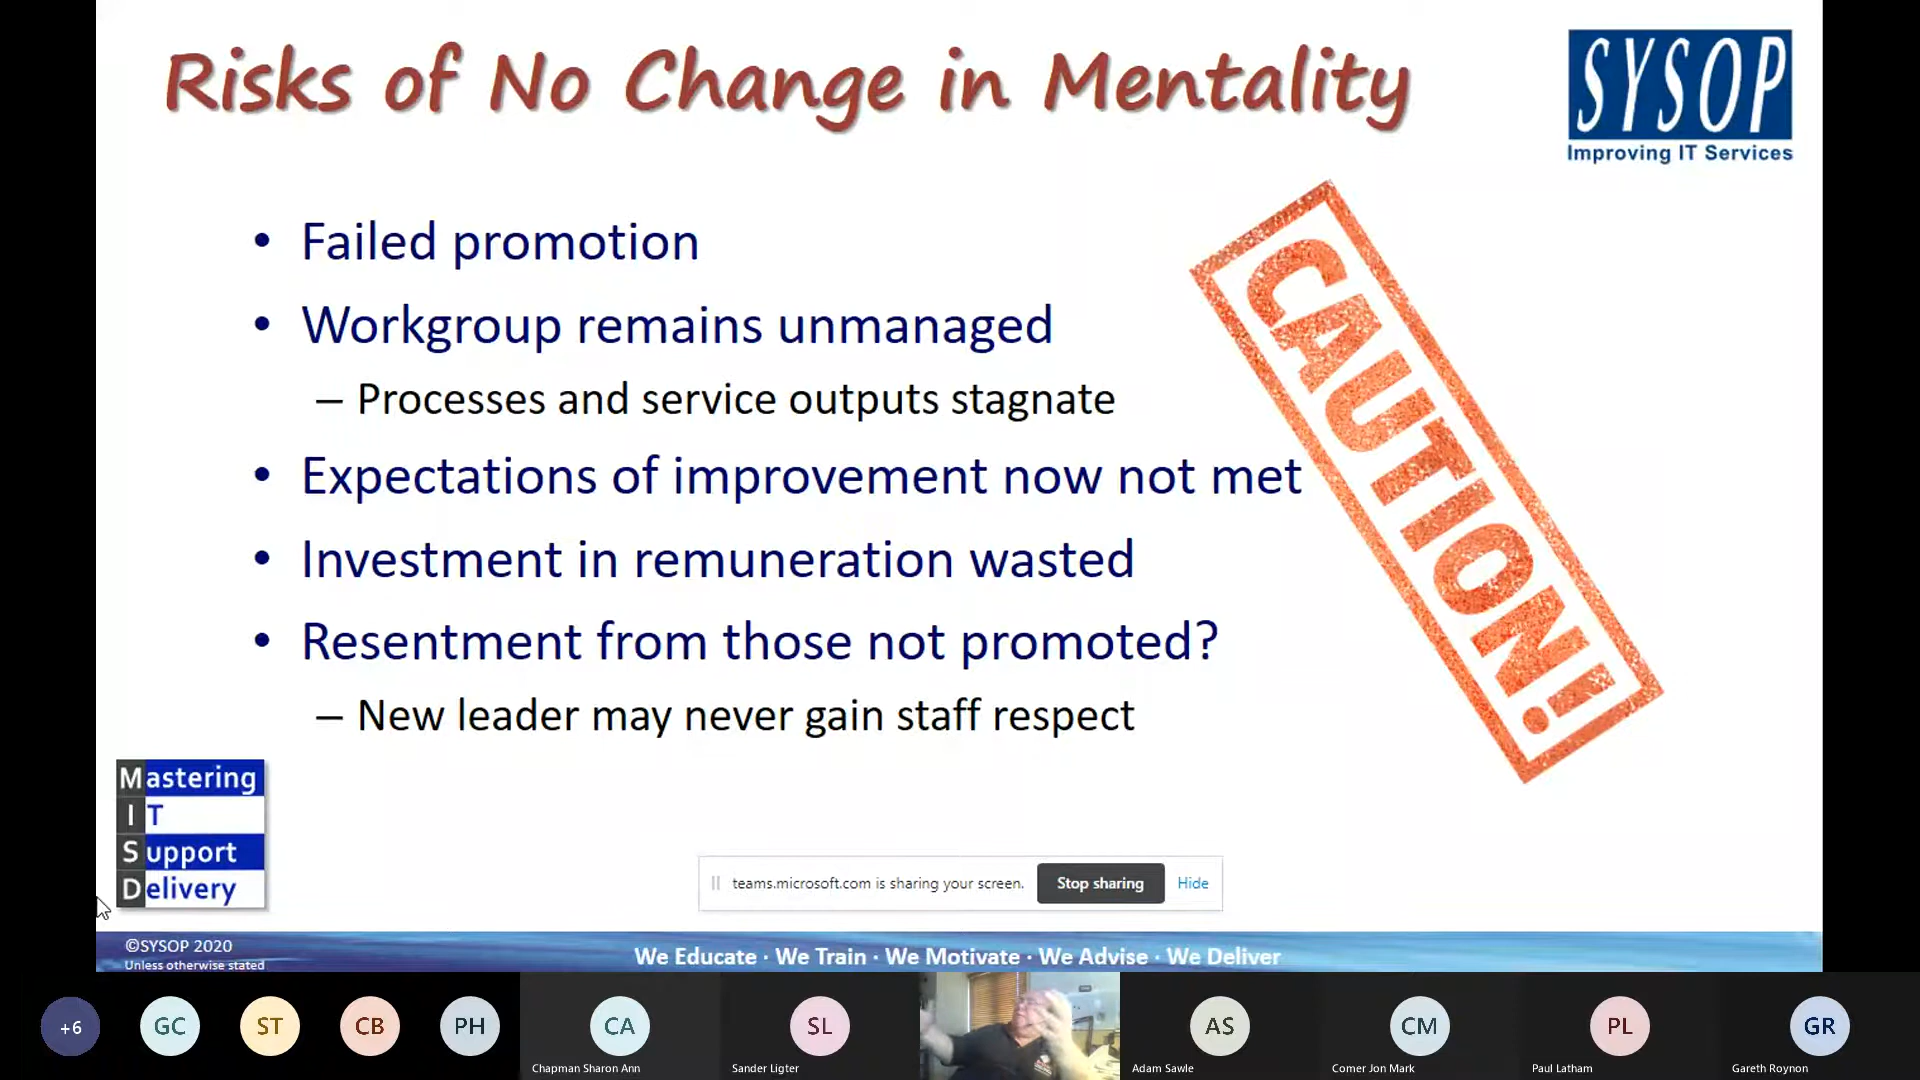 Risks of No Change in Mentality
SYSOP
Improving IT Services
• Failed promotion
• Workgroup remains unmanaged
– Processes and service outputs stagnate
• Expectations of improvement now not met
• Investment in remuneration wasted
• Resentment from those not promoted?
– New leader may never gain staff respect
CAUTION!
Mastering
IT
Support
Delivery
teams.microsoft.com is sharing your screen.
Stop sharing
Hide
©SYSOP 2020
Unless otherwise stated
We Educate · We Train · We Motivate · We Advise · We Deliver
+6
GC
ST
CB
PH
CA
SL
AS
CM
PL
GR
Chapman Sharon Ann
Sander Ligter
Adam Sawle
Comer Jon Mark
Paul Latham
Gareth Roynon